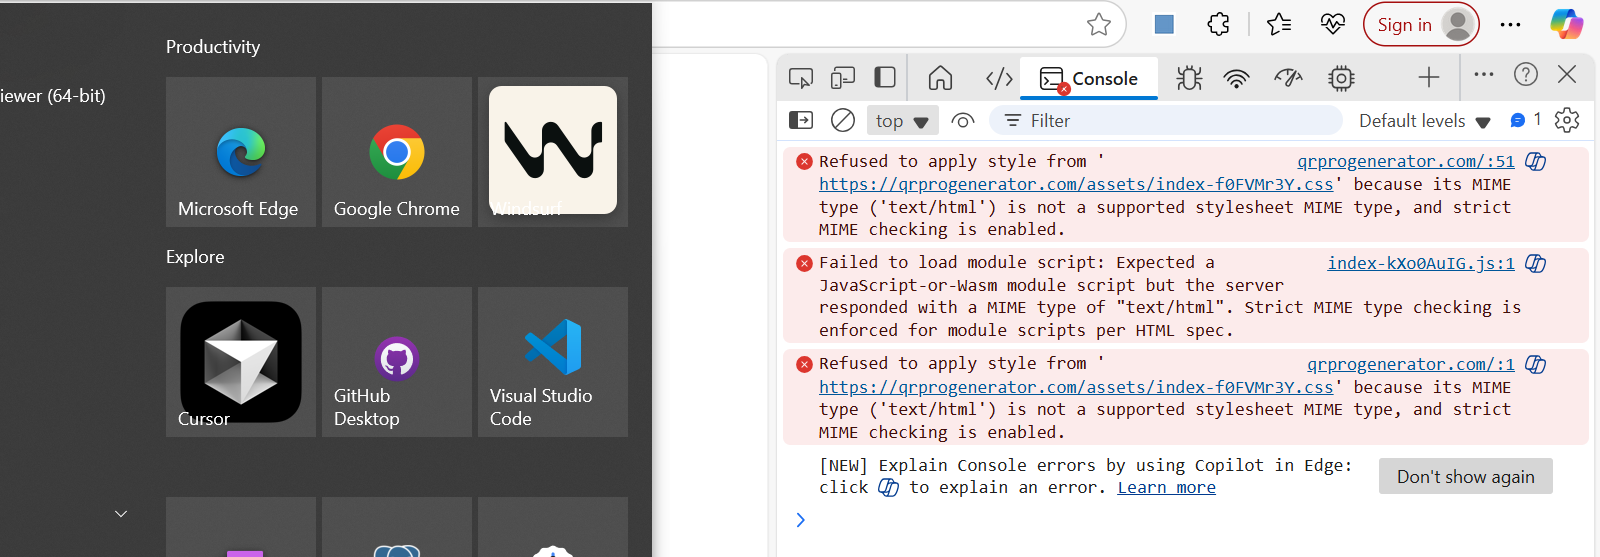 Productivity
iewer (64-bit)
Microsoft Edge
Google Chrome
Windsurf
Explore
Cursor
GitHub
Desktop
Visual Studio
Code
Sign in
Console
top
Filter
Default levels
1
Refused to apply style from ' qrprogenerator.com/:51
https://qrprogenerator.com/assets/index-f0FVMr3Y.css' because its MIME
type ('text/html') is not a supported stylesheet MIME type, and strict
MIME checking is enabled.
Failed to load module script: Expected a index-kXo0AuIG.js:1
JavaScript-or-Wasm module script but the server
responded with a MIME type of "text/html". Strict MIME type checking is
enforced for module scripts per HTML spec.
Refused to apply style from ' qrprogenerator.com/:1
https://qrprogenerator.com/assets/index-f0FVMr3Y.css' because its MIME
type ('text/html') is not a supported stylesheet MIME type, and strict
MIME checking is enabled.
[NEW] Explain Console errors by using Copilot in Edge:
click to explain an error. Learn more
Don't show again